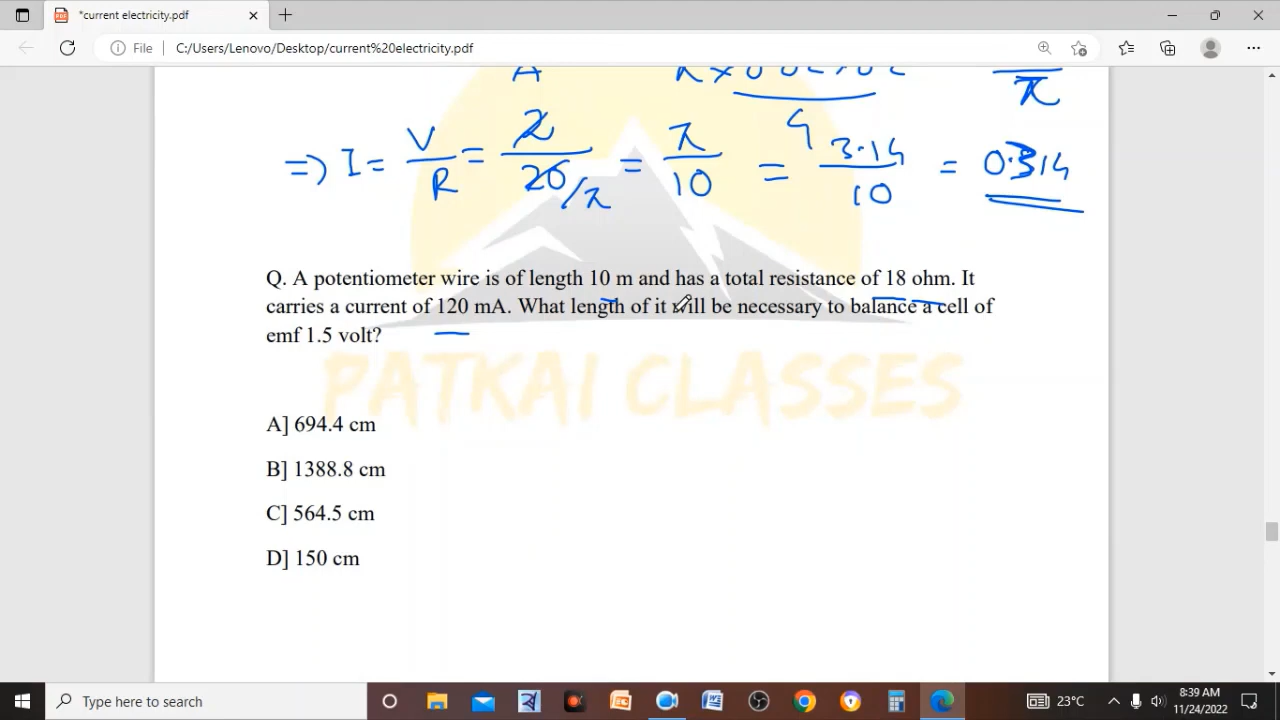 *current electricity.pdf
File C:/Users/Lenovo/Desktop/current%20electricity.pdf
A
π
⇒ I = V/R = 2/(20/π) = π/10 = 3.14/10 = 0.314
Q. A potentiometer wire is of length 10 m and has a total resistance of 18 ohm. It
carries a current of 120 mA. What length of it will be necessary to balance a cell of
emf 1.5 volt?
PATKAI CLASSES
A] 694.4 cm
B] 1388.8 cm
C] 564.5 cm
D] 150 cm
Type here to search
23°C
8:39 AM
11/24/2022